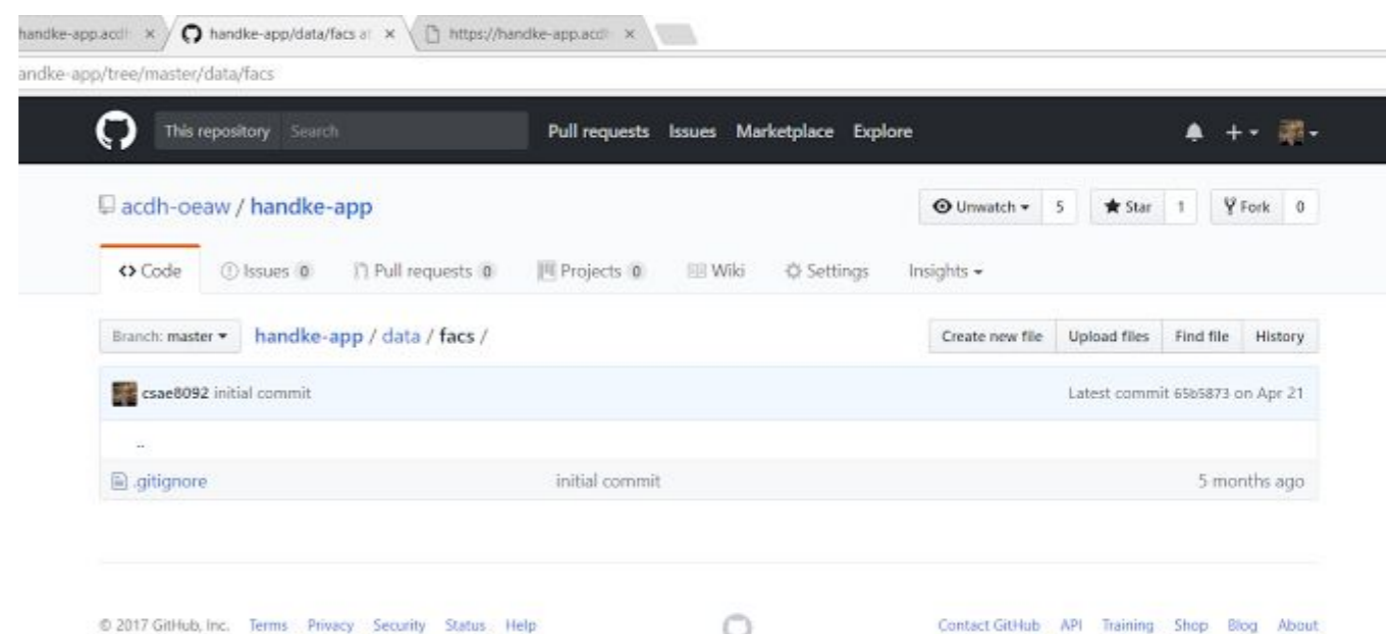 handke-app.acdh × handke-app/data/facs at × https://handke-app.acdh ×
andke-app/tree/master/data/facs
This repository Search Pull requests Issues Marketplace Explore
acdh-oeaw / handke-app Unwatch 5 Star 1 Fork 0
Code Issues 0 Pull requests 0 Projects 0 Wiki Settings Insights
Branch: master handke-app / data / facs / Create new file Upload files Find file History
csae8092 initial commit Latest commit 65b5873 on Apr 21
..
.gitignore initial commit 5 months ago
© 2017 GitHub, Inc. Terms Privacy Security Status Help Contact GitHub API Training Shop Blog About